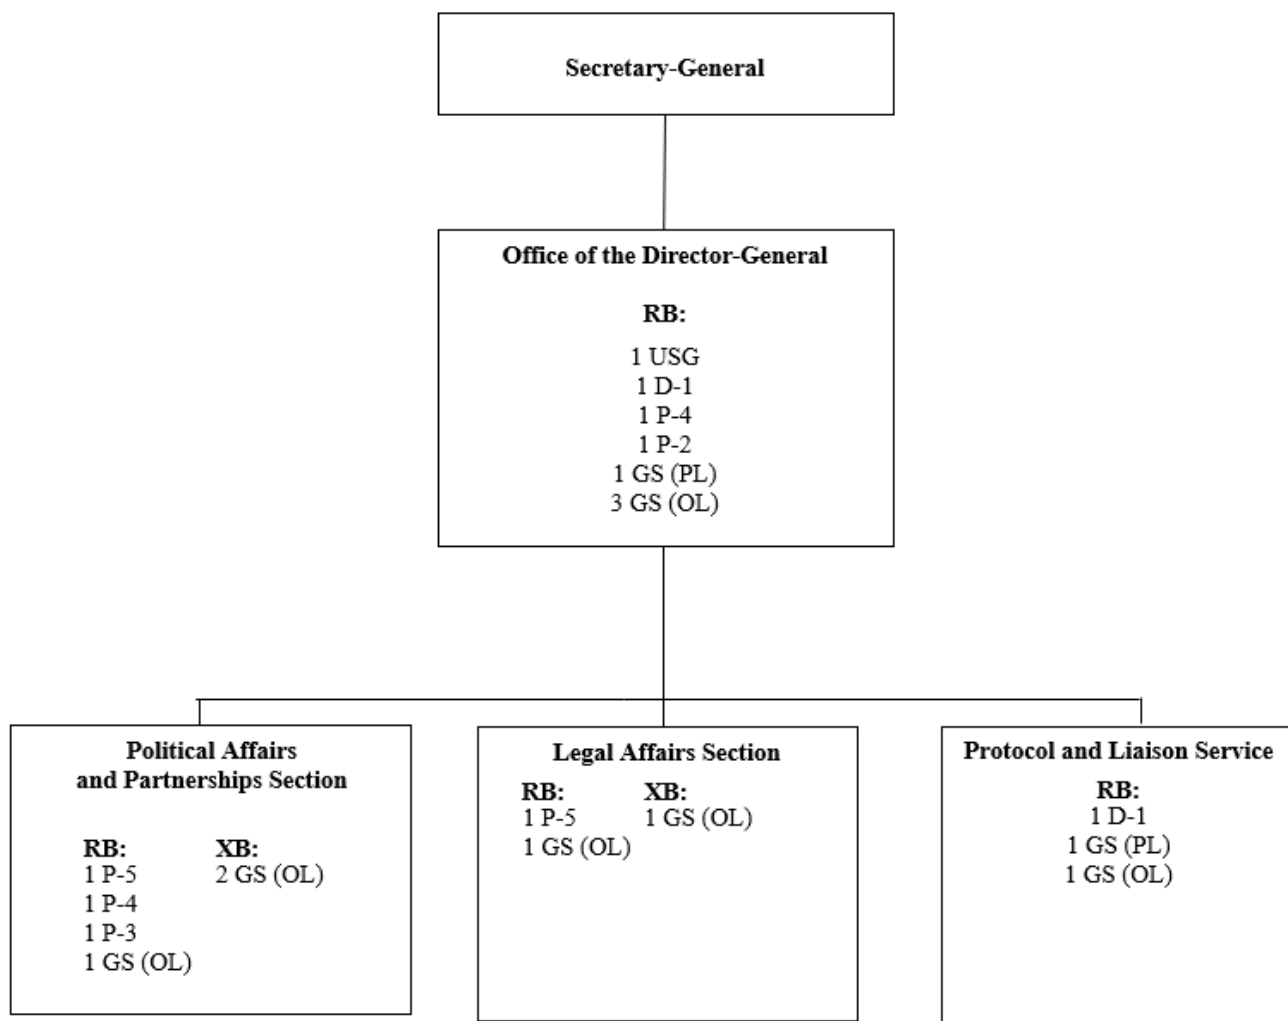 Secretary-General
Office of the Director-General
RB:
1 USG
1 D-1
1 P-4
1 P-2
1 GS (PL)
3 GS (OL)
Political Affairs
and Partnerships Section
RB:
1 P-5
1 P-4
1 P-3
1 GS (OL)
XB:
2 GS (OL)
Legal Affairs Section
RB:
1 P-5
1 GS (OL)
XB:
1 GS (OL)
Protocol and Liaison Service
RB:
1 D-1
1 GS (PL)
1 GS (OL)